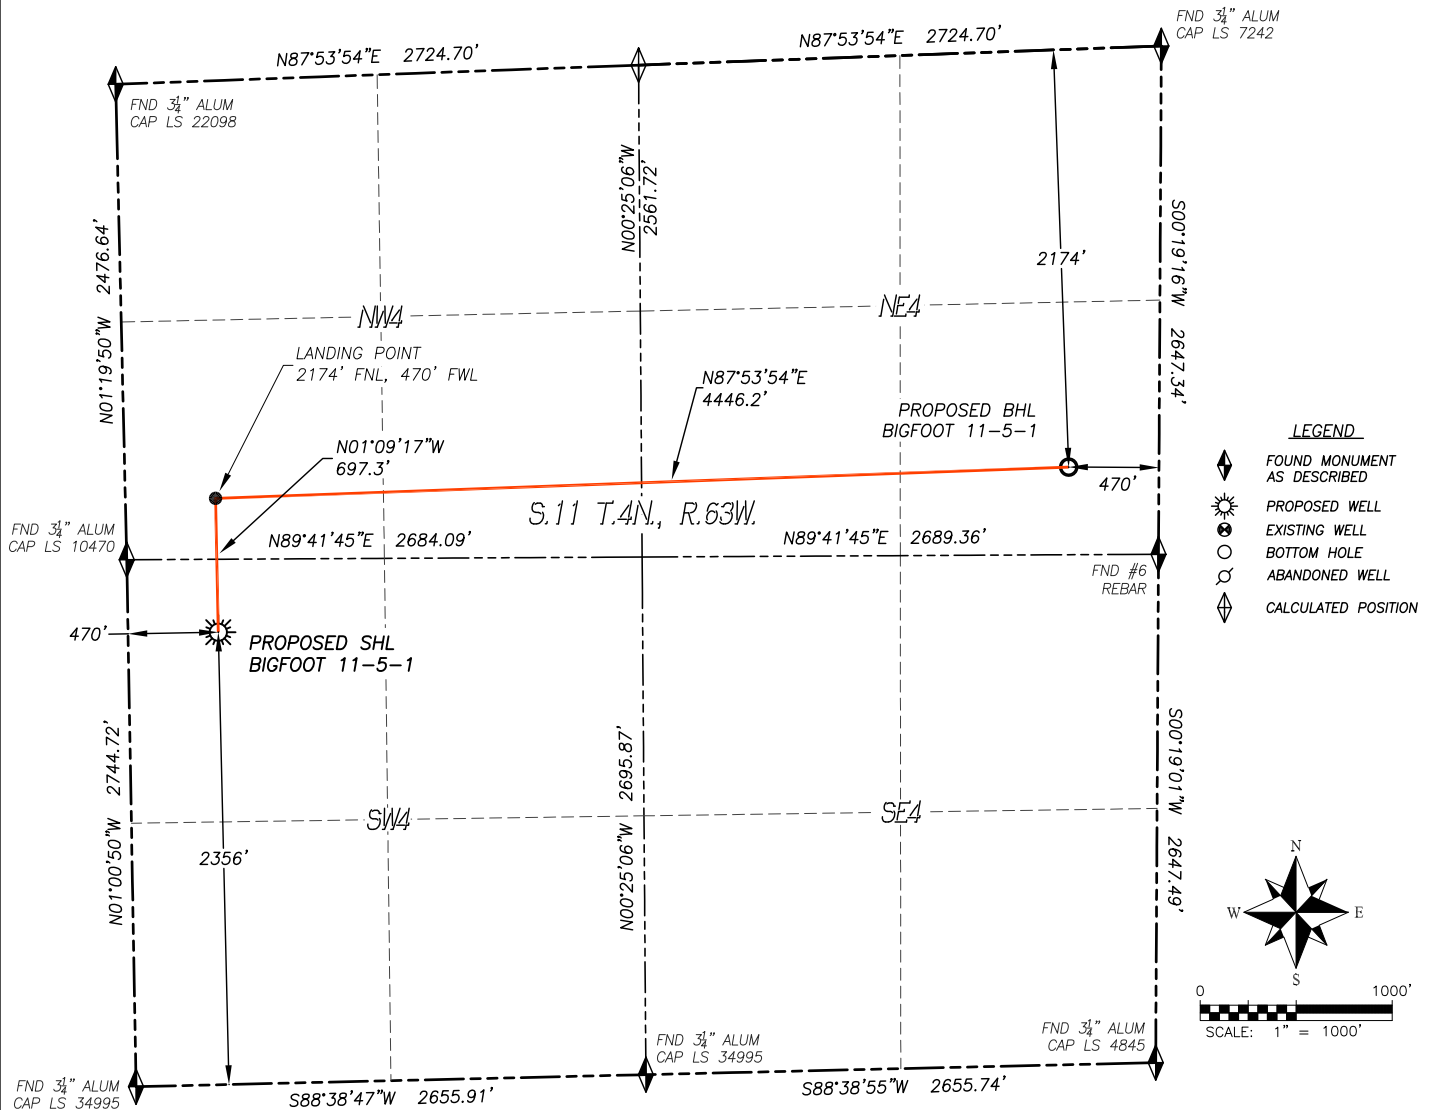 N87°53'54"E 2724.70'
N87°53'54"E 2724.70'
FND 3¼" ALUM
CAP LS 7242
FND 3¼" ALUM
CAP LS 22098
N00°25'06"W
2561.72'
N01°19'50"W 2476.64'
S00°19'16"W 2647.34'
2174'
NW4
NE4
LANDING POINT
2174' FNL, 470' FWL
N87°53'54"E
4446.2'
PROPOSED BHL
BIGFOOT 11-5-1
N01°09'17"W
697.3'
470'
S.11 T.4N., R.63W.
FND 3¼" ALUM
CAP LS 10470
N89°41'45"E 2684.09'
N89°41'45"E 2689.36'
FND #6
REBAR
470'
PROPOSED SHL
BIGFOOT 11-5-1
LEGEND
FOUND MONUMENT
AS DESCRIBED
PROPOSED WELL
EXISTING WELL
BOTTOM HOLE
ABANDONED WELL
CALCULATED POSITION
N01°00'50"W 2744.72'
N00°25'06"W 2695.87'
S00°19'01"W 2647.49'
SW4
SE4
2356'
N
W E
S
0 1000'
SCALE: 1" = 1000'
FND 3¼" ALUM
CAP LS 34995
FND 3¼" ALUM
CAP LS 4845
FND 3¼" ALUM
CAP LS 34995
S88°38'47"W 2655.91'
S88°38'55"W 2655.74'